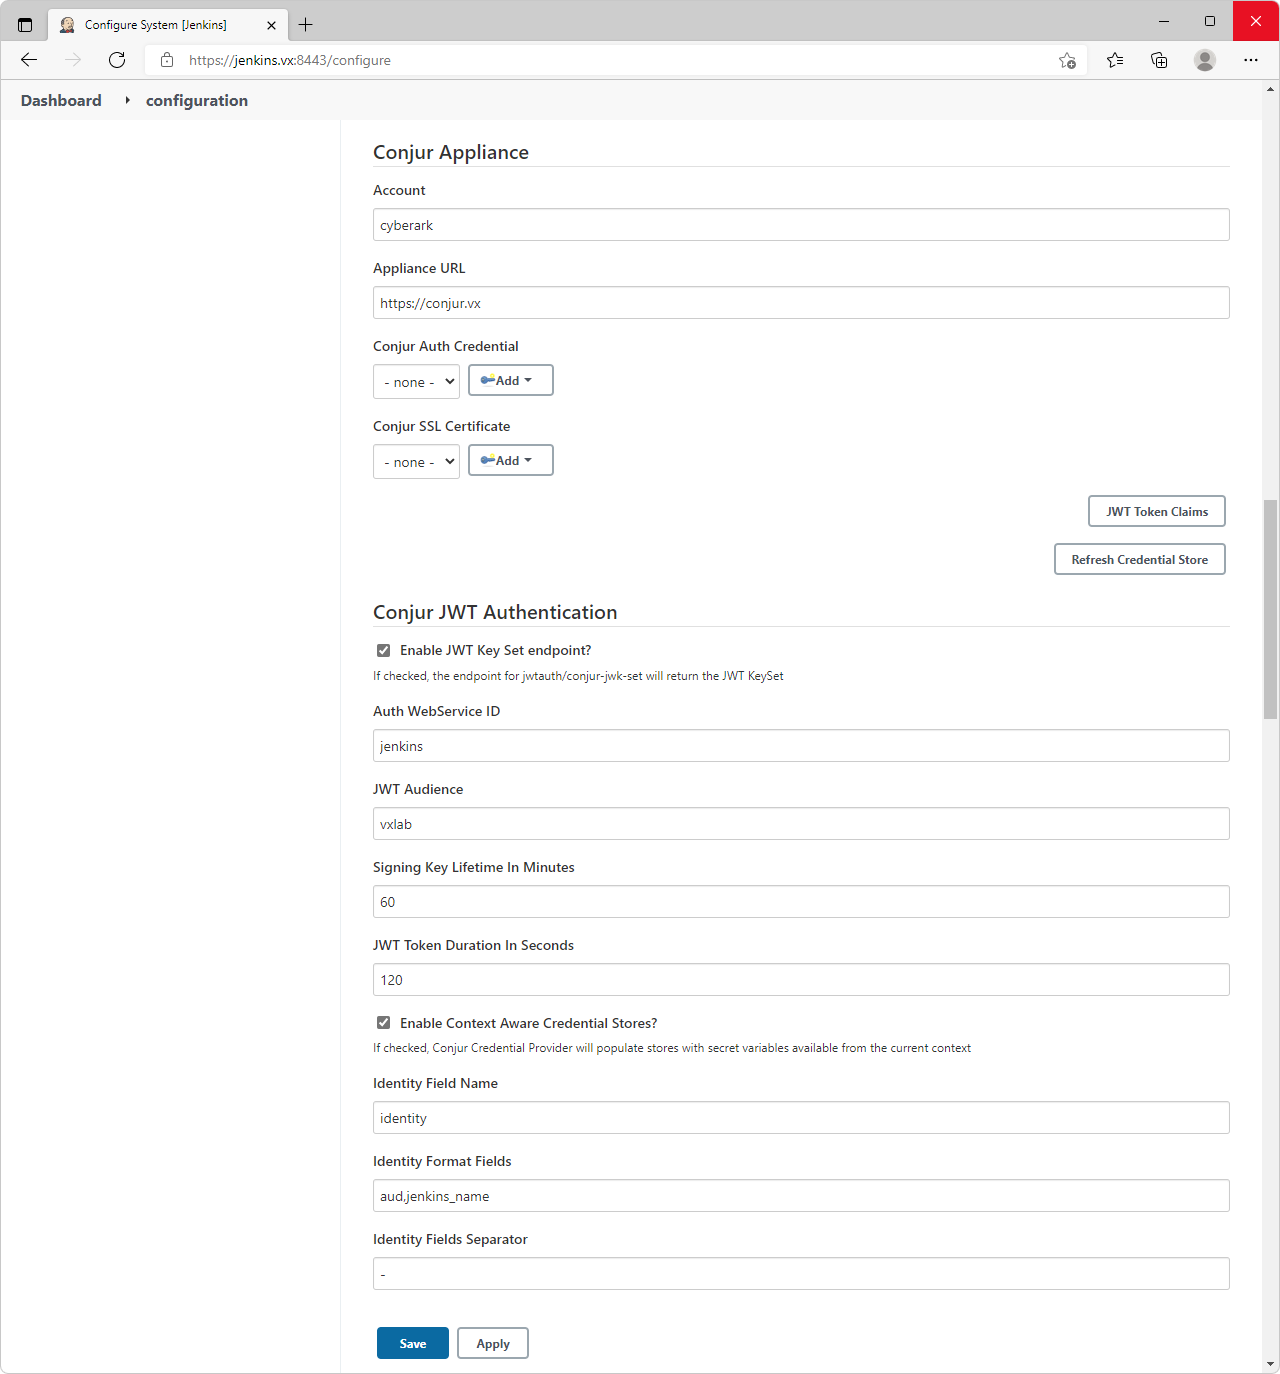 Configure System [Jenkins]
https://jenkins.vx:8443/configure
Dashboard configuration
Conjur Appliance
Account
cyberark
Appliance URL
https://conjur.vx
Conjur Auth Credential
- none - Add
Conjur SSL Certificate
- none - Add
JWT Token Claims
Refresh Credential Store
Conjur JWT Authentication
Enable JWT Key Set endpoint?
If checked, the endpoint for jwtauth/conjur-jwk-set will return the JWT KeySet
Auth WebService ID
jenkins
JWT Audience
vxlab
Signing Key Lifetime In Minutes
60
JWT Token Duration In Seconds
120
Enable Context Aware Credential Stores?
If checked, Conjur Credential Provider will populate stores with secret variables available from the current context
Identity Field Name
identity
Identity Format Fields
aud,jenkins_name
Identity Fields Separator
-
Save Apply